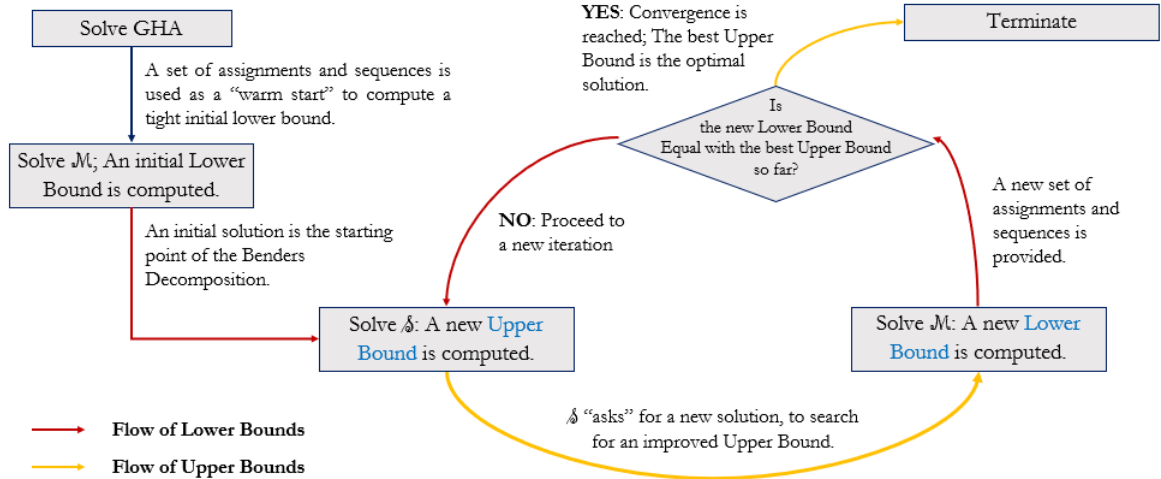 Solve GHA
A set of assignments and sequences is
used as a “warm start” to compute a
tight initial lower bound.
Solve ℳ; An initial Lower
Bound is computed.
An initial solution is the starting
point of the Benders
Decomposition.
YES: Convergence is
reached; The best Upper
Bound is the optimal
solution.
Terminate
Is
the new Lower Bound
Equal with the best Upper Bound
so far?
NO: Proceed to
a new iteration
A new set of
assignments and
sequences is
provided.
Solve 𝒮: A new Upper
Bound is computed.
Solve ℳ: A new Lower
Bound is computed.
𝒮 “asks” for a new solution, to search
for an improved Upper Bound.
Flow of Lower Bounds
Flow of Upper Bounds